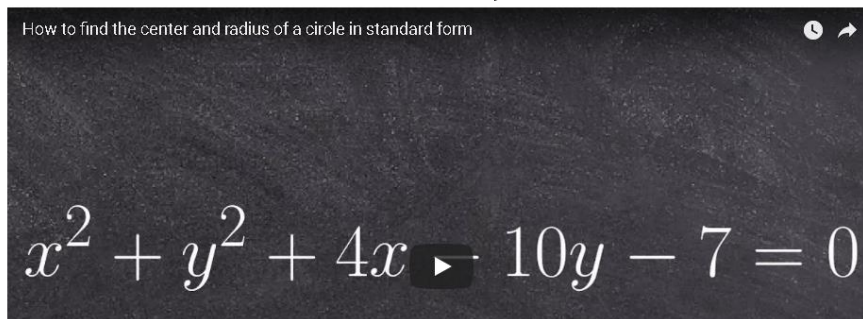 How to find the center and radius of a circle in standard form
x² + y² + 4x − 10y − 7 = 0